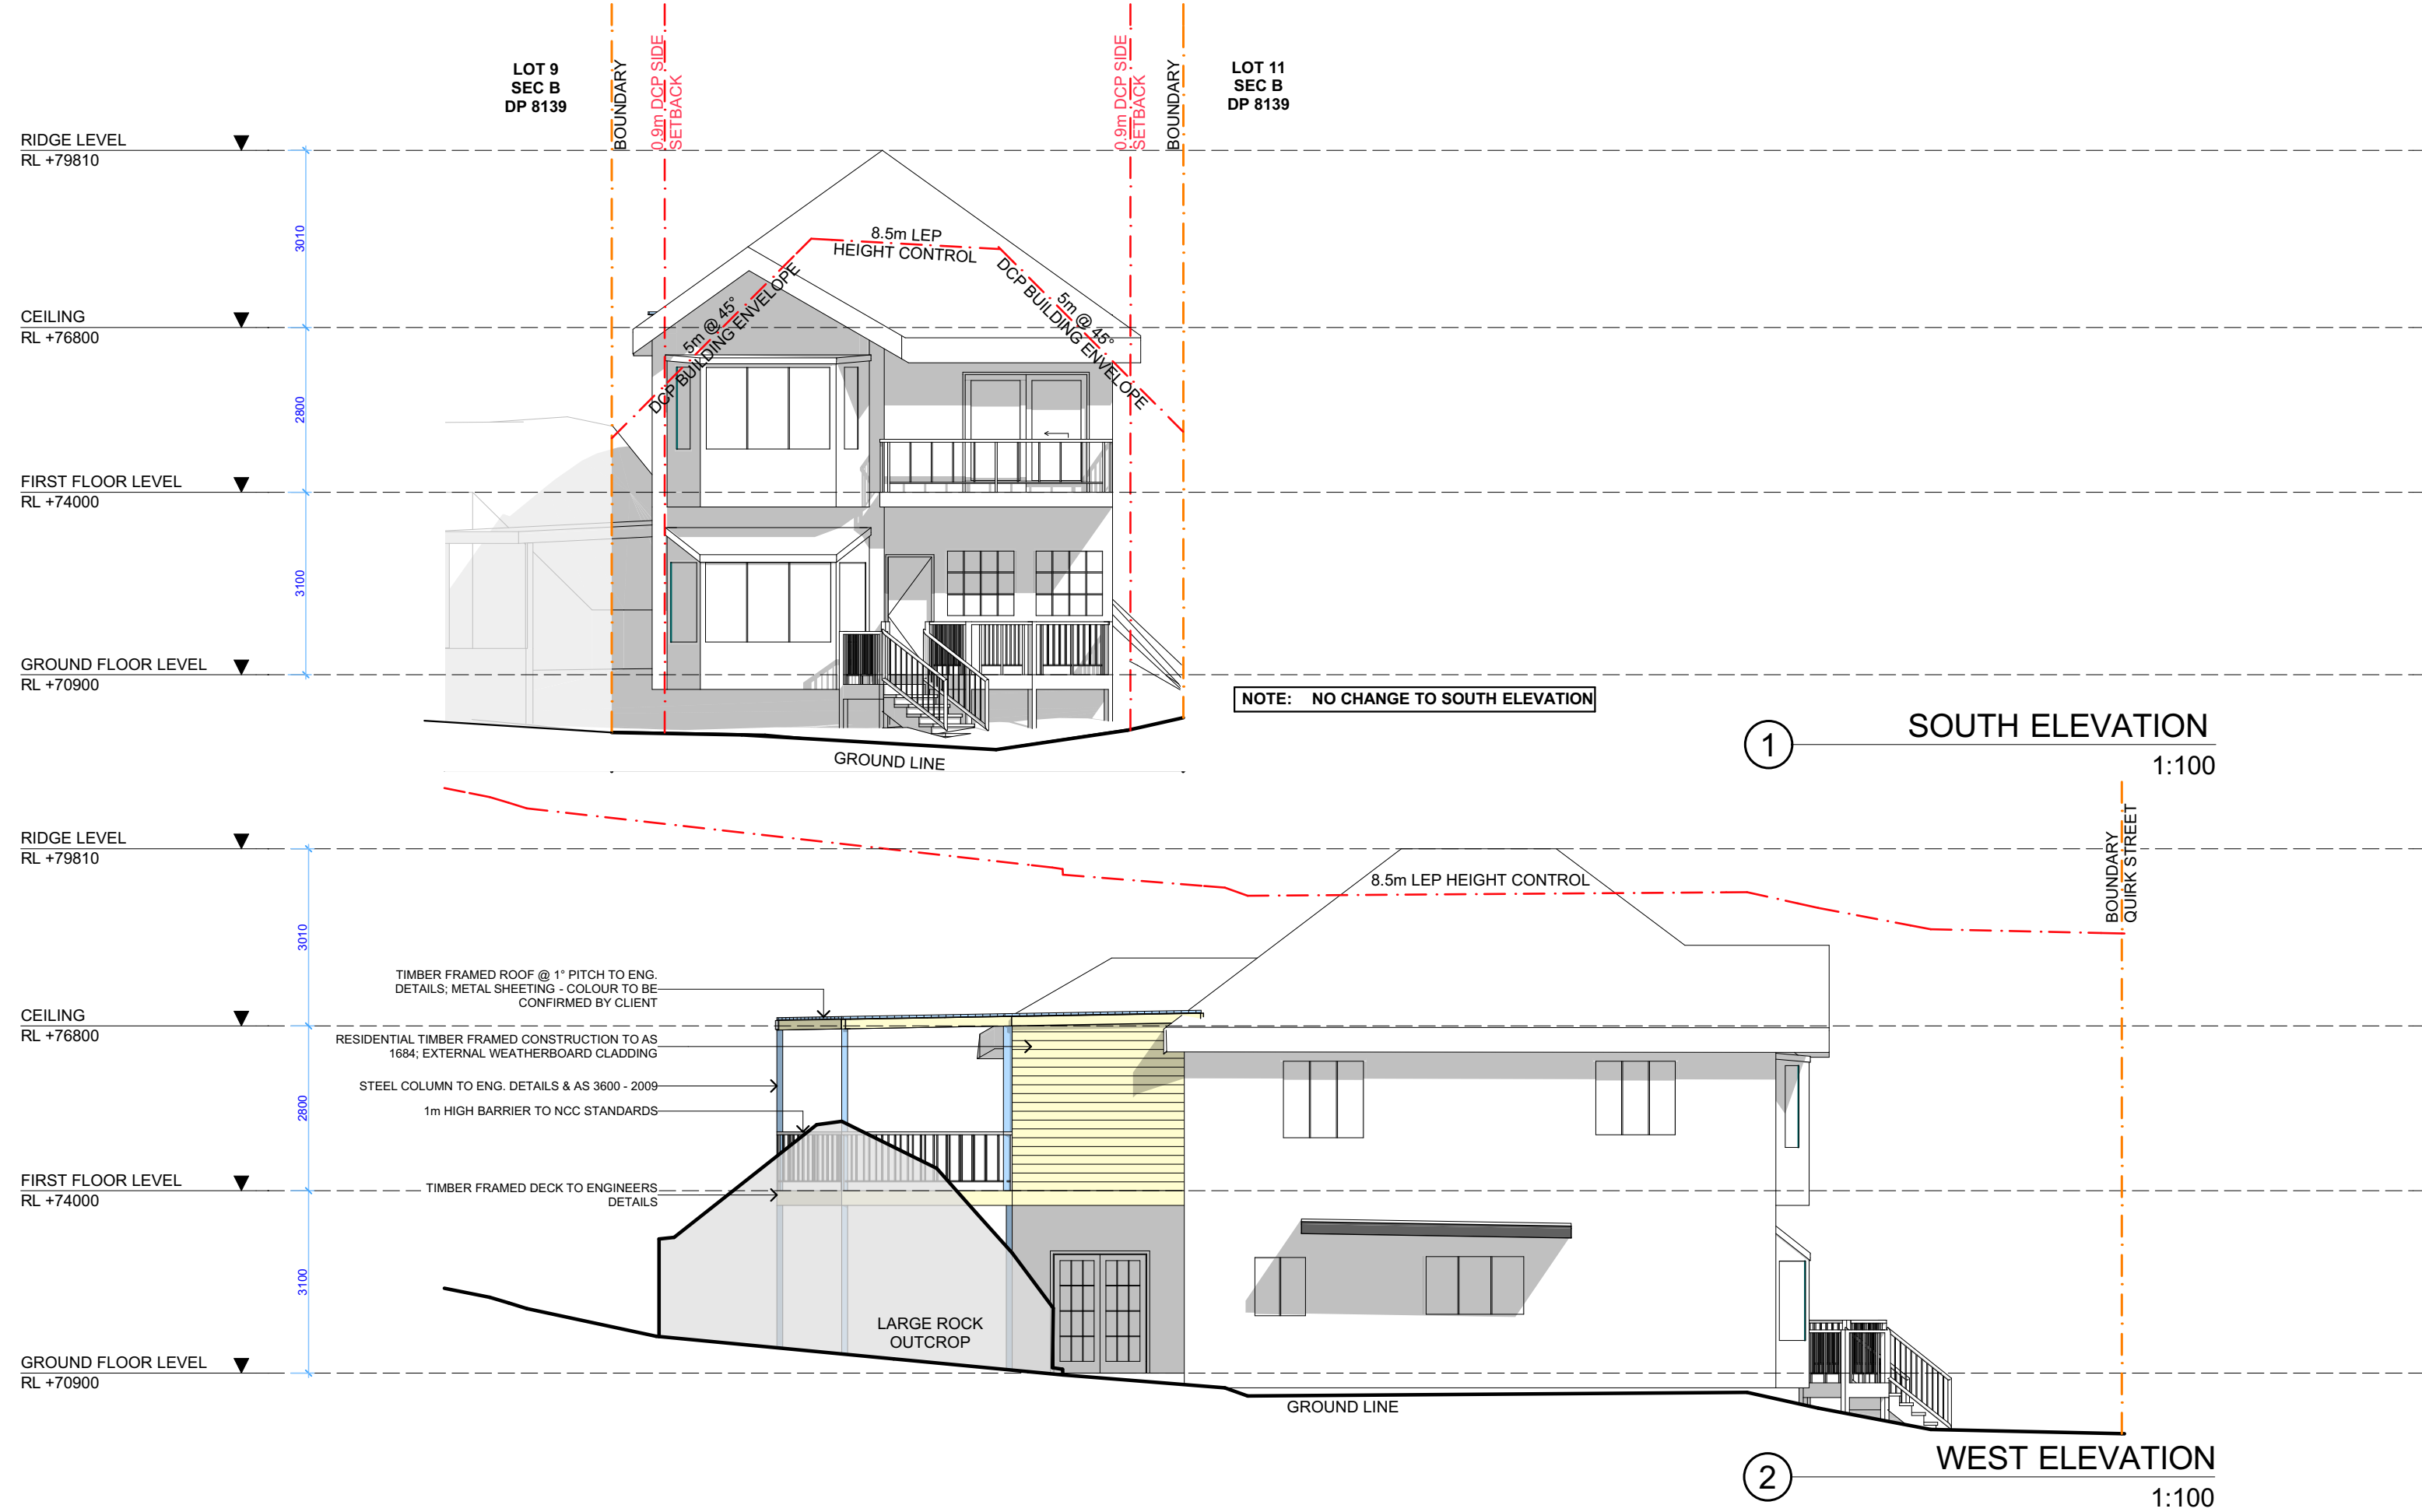 LOT 9
SEC B
DP 8139
BOUNDARY
0.9m DCP SIDE
SETBACK
0.9m DCP SIDE
SETBACK
BOUNDARY
LOT 11
SEC B
DP 8139
RIDGE LEVEL
RL +79810
3010
8.5m LEP
HEIGHT CONTROL
5m @ 45°
DCP BUILDING ENVELOPE
5m @ 45°
DCP BUILDING ENVELOPE
CEILING
RL +76800
2800
FIRST FLOOR LEVEL
RL +74000
3100
GROUND FLOOR LEVEL
RL +70900
NOTE: NO CHANGE TO SOUTH ELEVATION
GROUND LINE
1
SOUTH ELEVATION
1:100
RIDGE LEVEL
RL +79810
3010
8.5m LEP HEIGHT CONTROL
BOUNDARY
QUIRK STREET
TIMBER FRAMED ROOF @ 1° PITCH TO ENG.
DETAILS; METAL SHEETING - COLOUR TO BE
CONFIRMED BY CLIENT
CEILING
RL +76800
RESIDENTIAL TIMBER FRAMED CONSTRUCTION TO AS
1684; EXTERNAL WEATHERBOARD CLADDING
STEEL COLUMN TO ENG. DETAILS & AS 3600 - 2009
2800
1m HIGH BARRIER TO NCC STANDARDS
FIRST FLOOR LEVEL
RL +74000
TIMBER FRAMED DECK TO ENGINEERS
DETAILS
3100
LARGE ROCK
OUTCROP
GROUND FLOOR LEVEL
RL +70900
GROUND LINE
2
WEST ELEVATION
1:100